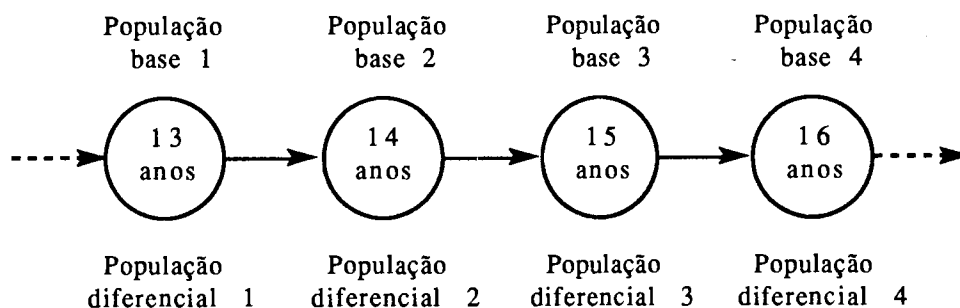 População População População População
base 1 base 2 base 3 base 4
13 14 15 16
anos anos anos anos
População População População População
diferencial 1 diferencial 2 diferencial 3 diferencial 4